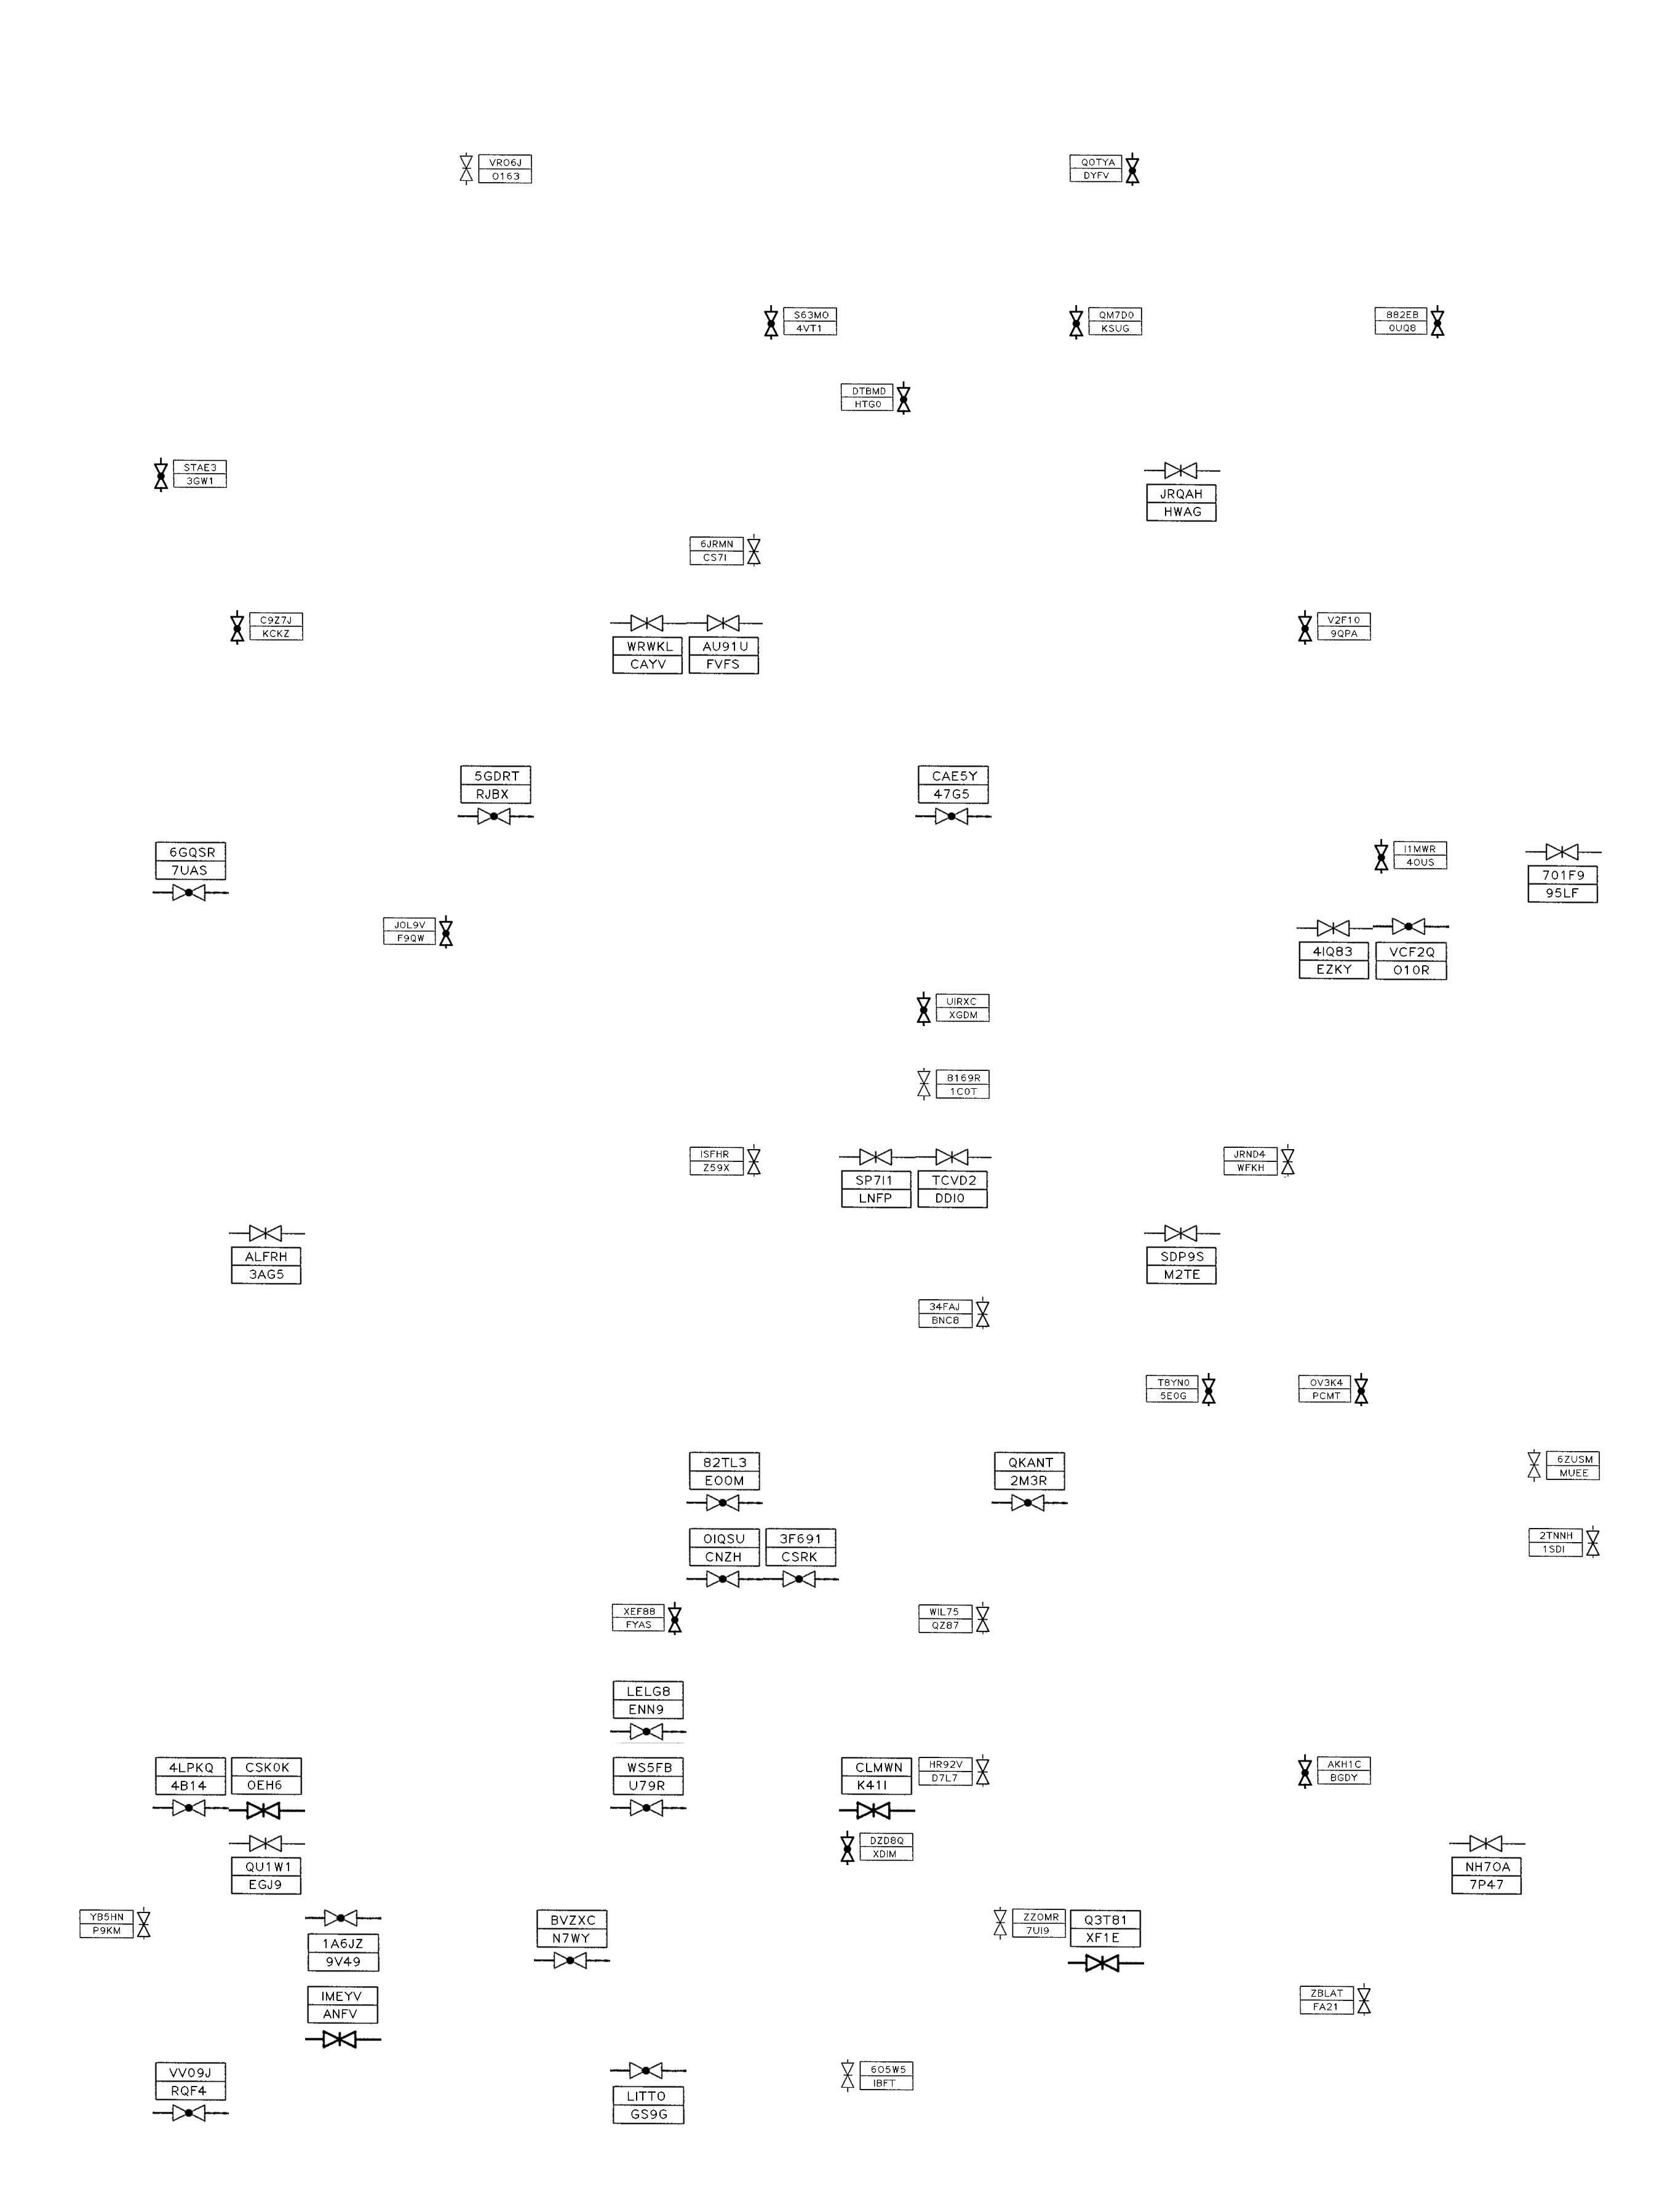 VRO6J
0163
Q0TYA
DYFV
S63MO
4VT1
QM7D0
KSUG
882EB
0UQ8
DTBMD
HTG0
STAE3
3GW1
JRQAH
HWAG
6JRMN
CS7I
C9Z7J
KCKZ
WRWKL
CAYV
AU91U
FVFS
V2F10
9QPA
5GDRT
RJBX
CAE5Y
47G5
6GQSR
7UAS
I1MWR
4OUS
701F9
95LF
JOL9V
F9QW
4IQ83
EZKY
VCF2Q
O10R
UIRXC
XGDM
8169R
1C0T
ISFHR
Z59X
SP7I1
LNFP
TCVD2
DDI0
JRND4
WFKH
ALFRH
3AG5
SDP9S
M2TE
34FAJ
BNC8
T8YN0
5E0G
OV3K4
PCMT
82TL3
EOOM
QKANT
2M3R
6ZUSM
MUEE
OIQSU
CNZH
3F691
CSRK
2TNNH
1SDI
XEF88
FYAS
WIL75
QZ87
LELG8
ENN9
4LPKQ
4B14
CSK0K
OEH6
WS5FB
U79R
CLMWN
K41I
HR92V
D7L7
AKH1C
BGDY
QU1W1
EGJ9
DZD8Q
XDIM
NH7OA
7P47
YB5HN
P9KM
1A6JZ
9V49
BVZXC
N7WY
ZZOMR
7UI9
Q3T81
XF1E
IMEYV
ANFV
ZBLAT
FA21
VV09J
RQF4
LITTO
GS9G
6O5W5
IBFT